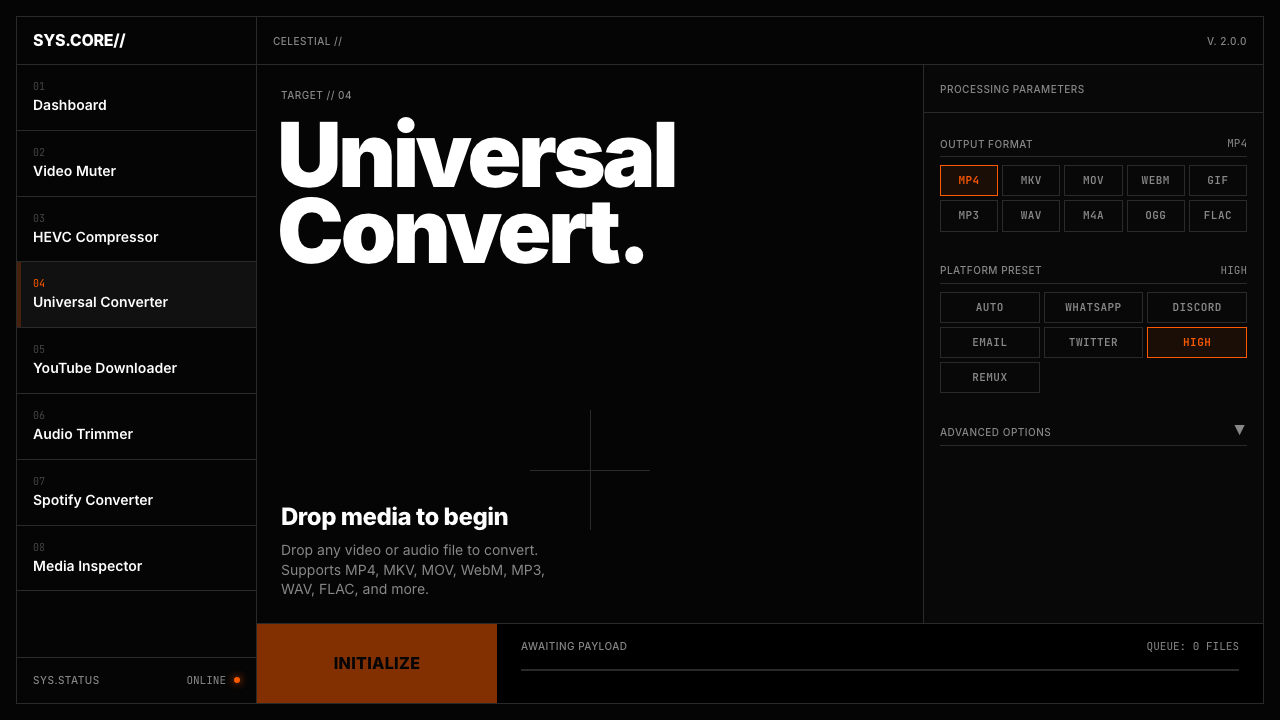 SYS.CORE//
CELESTIAL //
V. 2.0.0
01
Dashboard
02
Video Muter
03
HEVC Compressor
04
Universal Converter
05
YouTube Downloader
06
Audio Trimmer
07
Spotify Converter
08
Media Inspector
SYS.STATUS
ONLINE
TARGET // 04
Universal
Convert.
Drop media to begin
Drop any video or audio file to convert.
Supports MP4, MKV, MOV, WebM, MP3,
WAV, FLAC, and more.
PROCESSING PARAMETERS
OUTPUT FORMAT MP4
MP4 MKV MOV WEBM GIF
MP3 WAV M4A OGG FLAC
PLATFORM PRESET HIGH
AUTO WHATSAPP DISCORD
EMAIL TWITTER HIGH
REMUX
ADVANCED OPTIONS
INITIALIZE
AWAITING PAYLOAD
QUEUE: 0 FILES